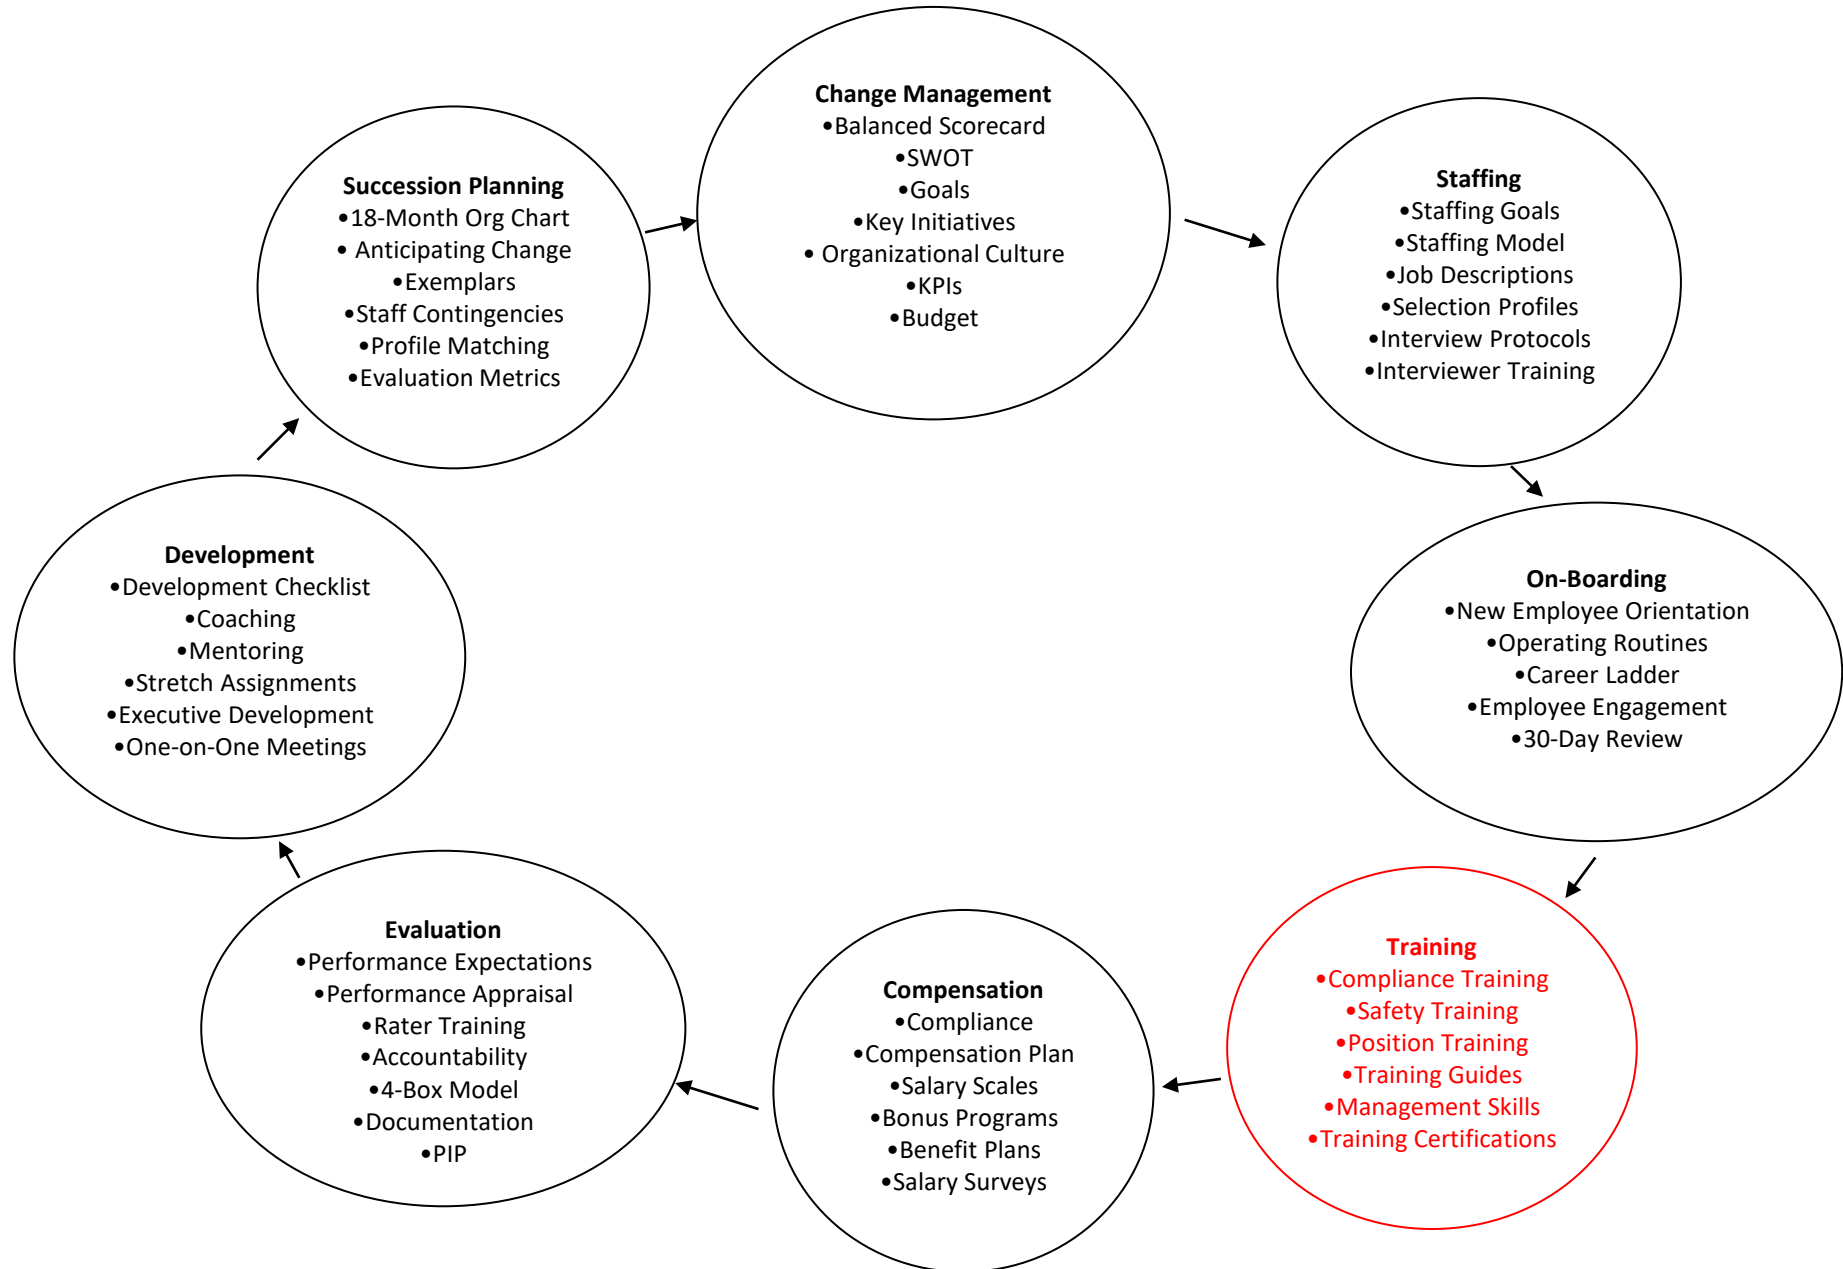 Change Management
•Balanced Scorecard
•SWOT
•Goals
•Key Initiatives
• Organizational Culture
•KPIs
•Budget
Staffing
•Staffing Goals
•Staffing Model
•Job Descriptions
•Selection Profiles
•Interview Protocols
•Interviewer Training
On-Boarding
•New Employee Orientation
•Operating Routines
•Career Ladder
•Employee Engagement
•30-Day Review
Training
•Compliance Training
•Safety Training
•Position Training
•Training Guides
•Management Skills
•Training Certifications
Compensation
•Compliance
•Compensation Plan
•Salary Scales
•Bonus Programs
•Benefit Plans
•Salary Surveys
Evaluation
•Performance Expectations
•Performance Appraisal
•Rater Training
•Accountability
•4-Box Model
•Documentation
•PIP
Development
•Development Checklist
•Coaching
•Mentoring
•Stretch Assignments
•Executive Development
•One-on-One Meetings
Succession Planning
•18-Month Org Chart
• Anticipating Change
•Exemplars
•Staff Contingencies
•Profile Matching
•Evaluation Metrics